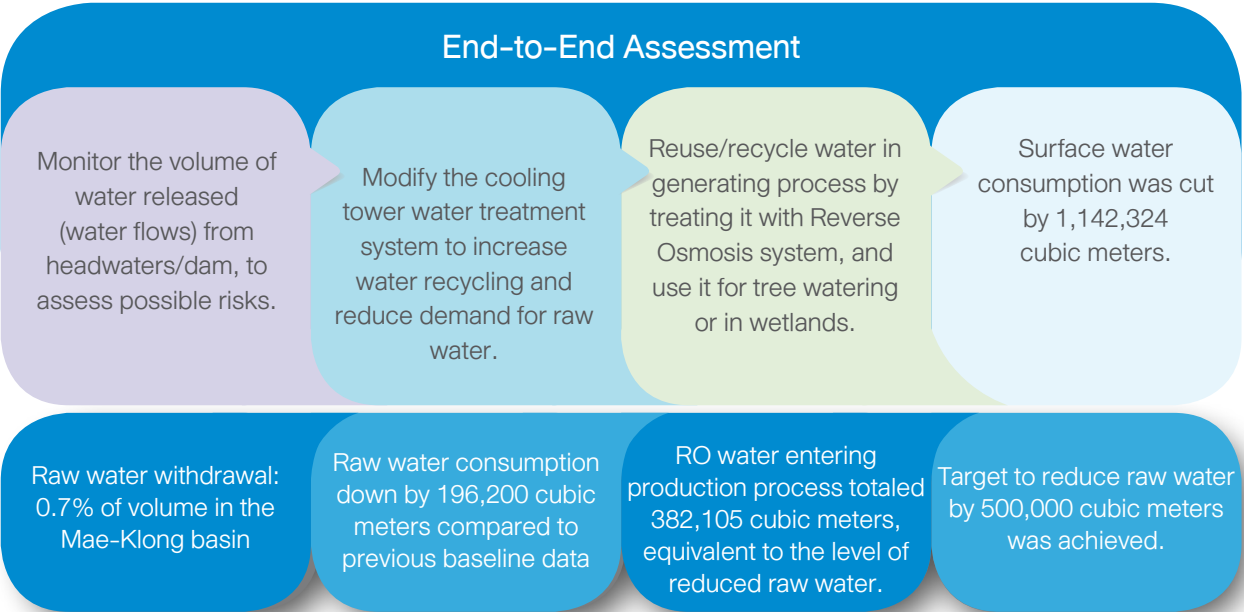 End-to-End Assessment
Monitor the volume of
water released
(water flows) from
headwaters/dam, to
assess possible risks.
Modify the cooling
tower water treatment
system to increase
water recycling and
reduce demand for raw
water.
Reuse/recycle water in
generating process by
treating it with Reverse
Osmosis system, and
use it for tree watering
or in wetlands.
Surface water
consumption was cut
by 1,142,324
cubic meters.
Raw water withdrawal:
0.7% of volume in the
Mae-Klong basin
Raw water consumption
down by 196,200 cubic
meters compared to
previous baseline data
RO water entering
production process totaled
382,105 cubic meters,
equivalent to the level of
reduced raw water.
Target to reduce raw water
by 500,000 cubic meters
was achieved.